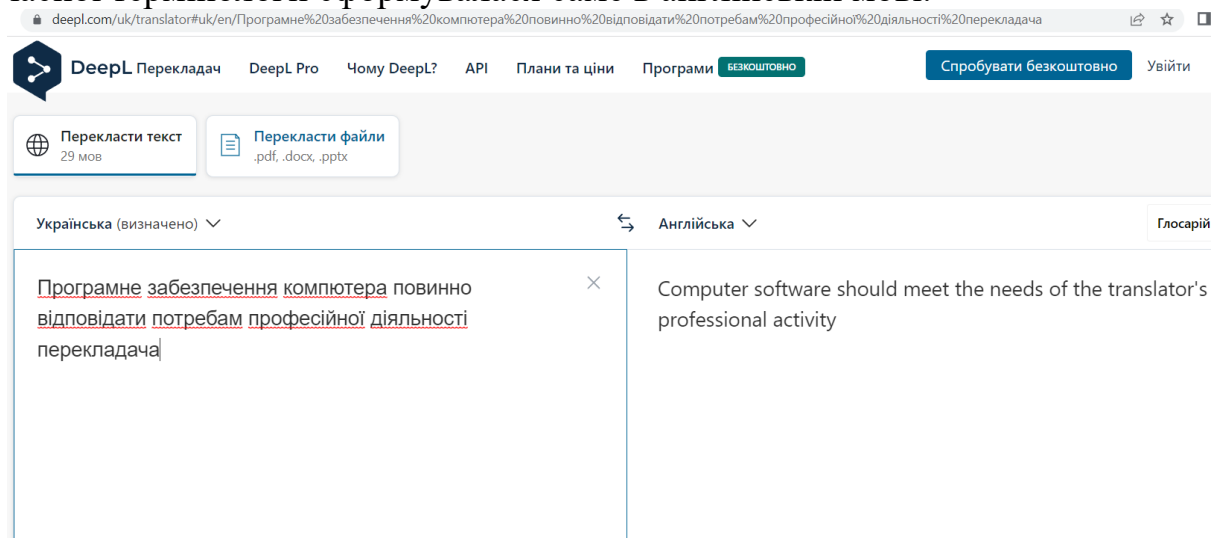 deepl.com/uk/translator#uk/en/Програмне%20забезпечення%20компютера%20повинно%20відповідати%20потребам%20професійної%20діяльності%20перекладача
DeepL Перекладач DeepL Pro Чому DeepL? API Плани та ціни Програми БЕЗКОШТОВНО Спробувати безкоштовно Увійти
Перекласти текст
29 мов
Перекласти файли
.pdf, .docx, .pptx
Українська (визначено) Англійська Глосарій
Програмне забезпечення компютера повинно
відповідати потребам професійної діяльності
перекладача
Computer software should meet the needs of the translator's
professional activity